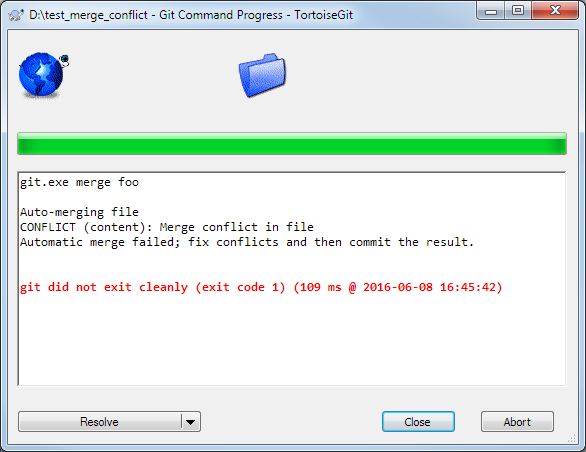 D:\test_merge_conflict - Git Command Progress - TortoiseGit
git.exe merge foo
Auto-merging file
CONFLICT (content): Merge conflict in file
Automatic merge failed; fix conflicts and then commit the result.
git did not exit cleanly (exit code 1) (109 ms @ 2016-06-08 16:45:42)
Resolve
Close
Abort